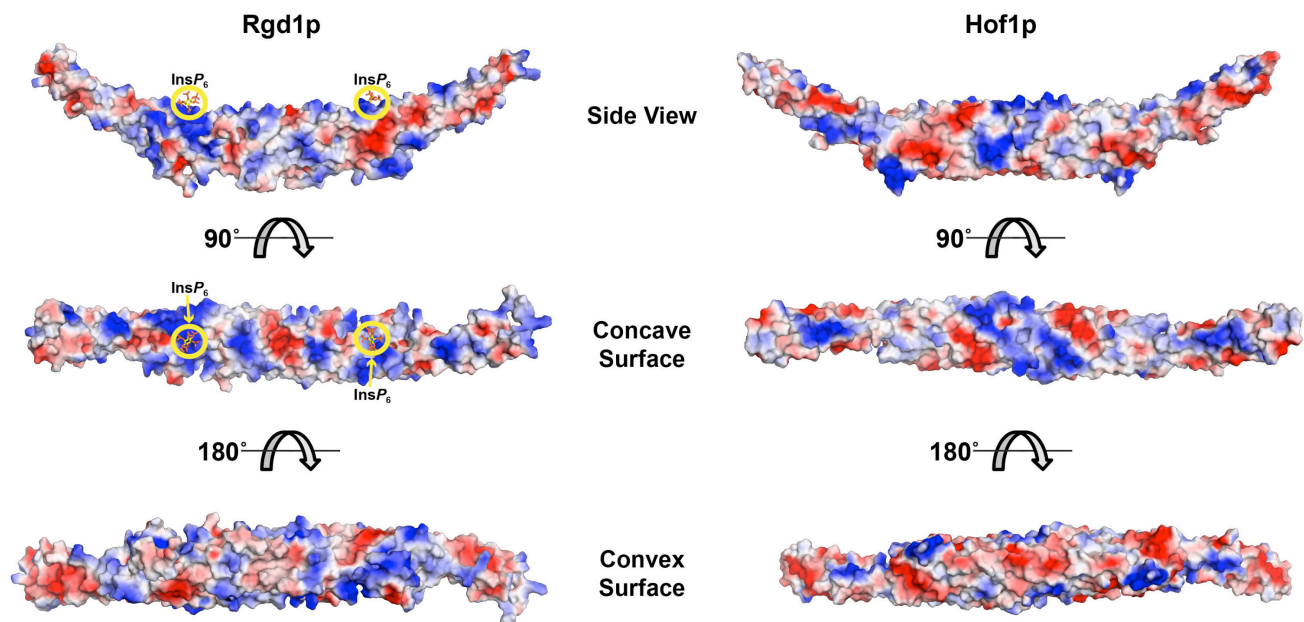 Rgd1p
Hof1p
InsP6
InsP6
Side View
90°
90°
InsP6
Concave
Surface
InsP6
180°
180°
Convex
Surface